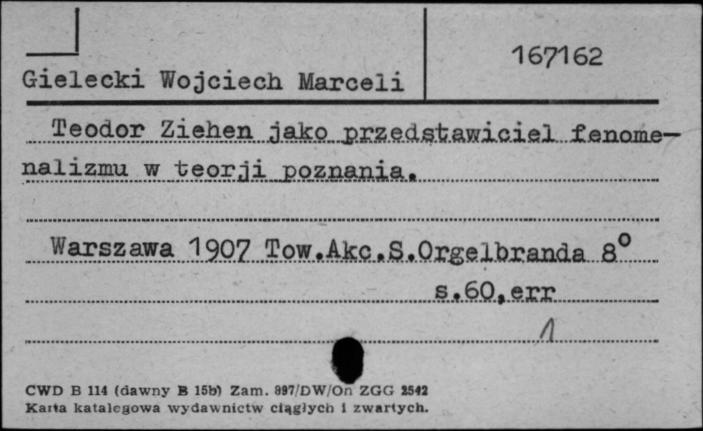 167162
Gielecki Wojciech Marceli
Teodor Ziehen jako przedstawiciel fenome-
nalizmu w teorji poznania.
Warszawa 1907 Tow.Akc.S.Orgelbranda 8°
s.60,err
1
CWD B 114 (dawny B 15b) Zam. 897/DW/On ZGG 2542
Karta katalogowa wydawnictw ciągłych i zwartych.